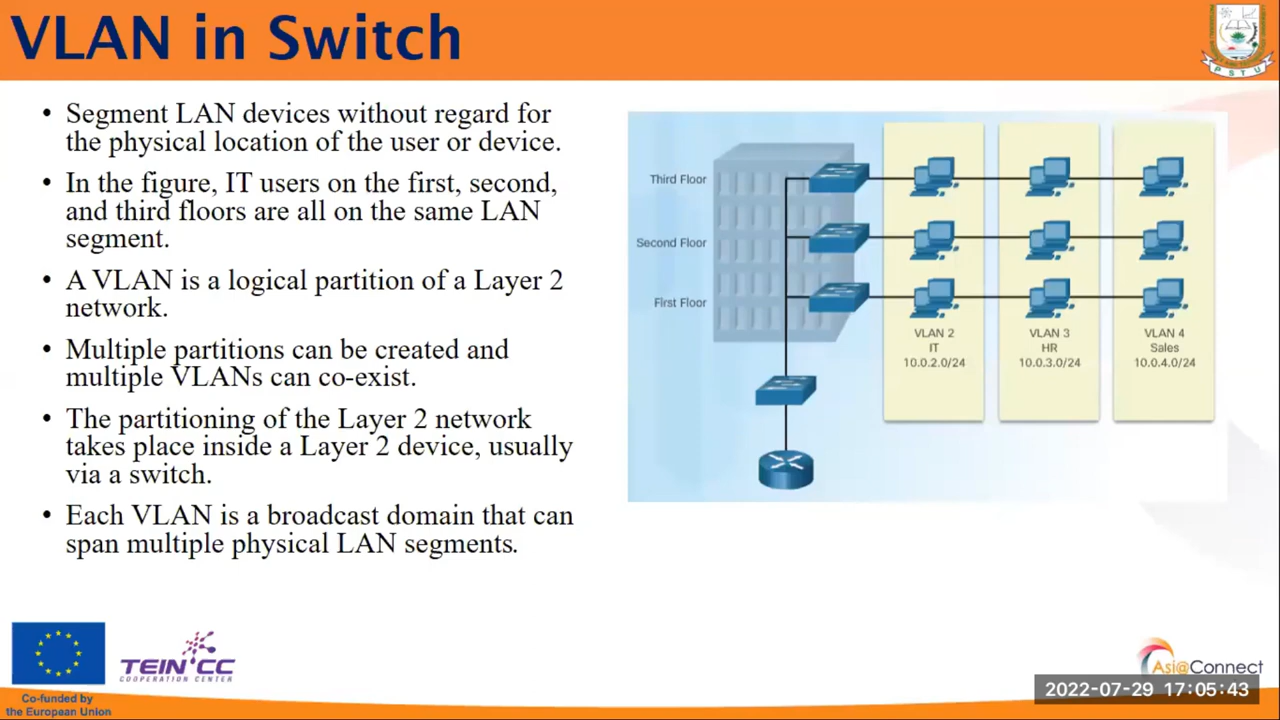 VLAN in Switch
PSTU
• Segment LAN devices without regard for
the physical location of the user or device.
• In the figure, IT users on the first, second,
and third floors are all on the same LAN
segment.
• A VLAN is a logical partition of a Layer 2
network.
• Multiple partitions can be created and
multiple VLANs can co-exist.
• The partitioning of the Layer 2 network
takes place inside a Layer 2 device, usually
via a switch.
• Each VLAN is a broadcast domain that can
span multiple physical LAN segments.
Third Floor
Second Floor
First Floor
VLAN 2
IT
10.0.2.0/24
VLAN 3
HR
10.0.3.0/24
VLAN 4
Sales
10.0.4.0/24
TEIN*CC
COOPERATION CENTER
Co-funded by
the European Union
Asi@Connect
2022-07-29 17:05:43